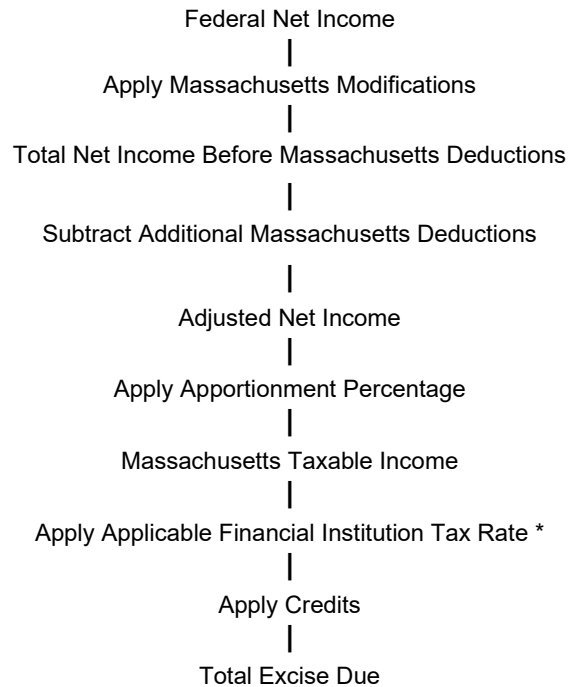 Federal Net Income
Apply Massachusetts Modifications
Total Net Income Before Massachusetts Deductions
Subtract Additional Massachusetts Deductions
Adjusted Net Income
Apply Apportionment Percentage
Massachusetts Taxable Income
Apply Applicable Financial Institution Tax Rate *
Apply Credits
Total Excise Due